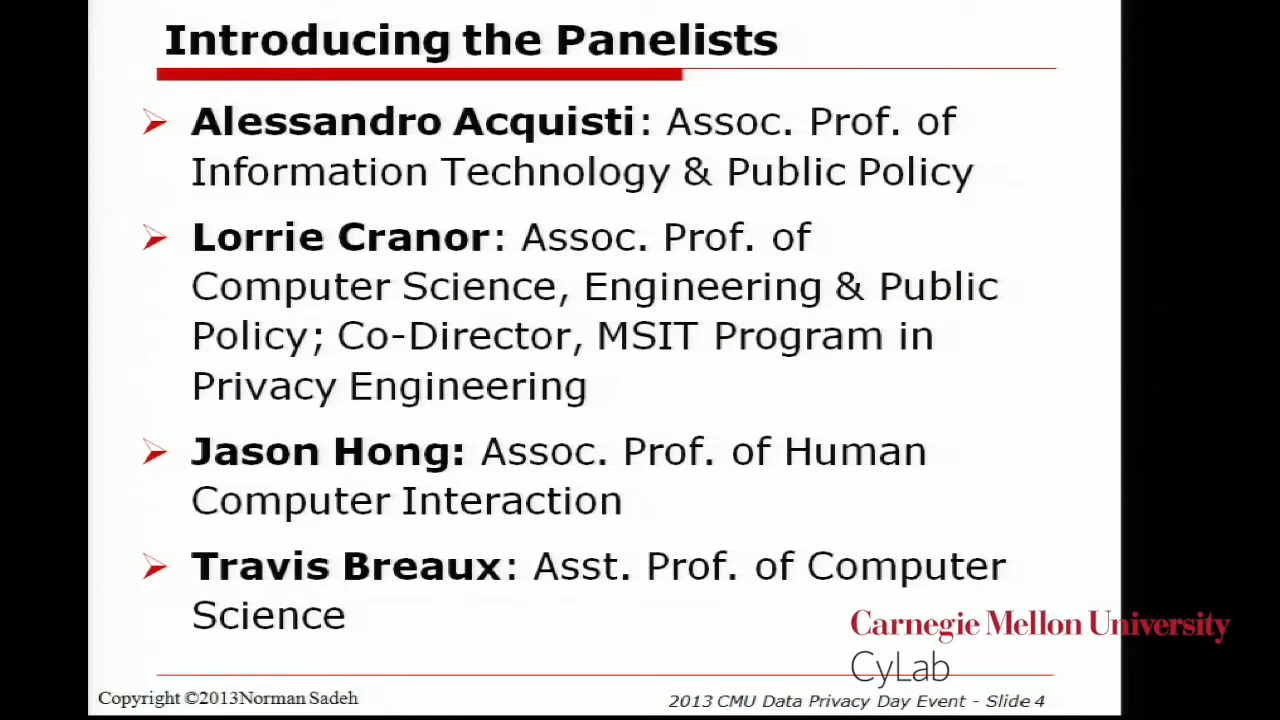 Introducing the Panelists
Alessandro Acquisti: Assoc. Prof. of
Information Technology & Public Policy
Lorrie Cranor: Assoc. Prof. of
Computer Science, Engineering & Public
Policy; Co-Director, MSIT Program in
Privacy Engineering
Jason Hong: Assoc. Prof. of Human
Computer Interaction
Travis Breaux: Asst. Prof. of Computer
Science
Carnegie Mellon University
CyLab
Copyright ©2013Norman Sadeh
2013 CMU Data Privacy Day Event - Slide 4